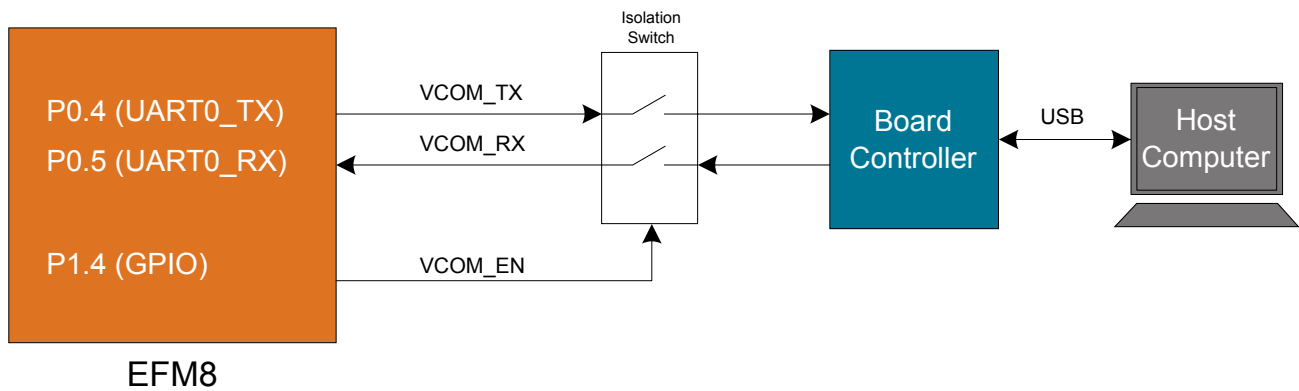 Isolation
Switch
P0.4 (UART0_TX)
VCOM_TX
P0.5 (UART0_RX)
VCOM_RX
Board
Controller
USB
Host
Computer
P1.4 (GPIO)
VCOM_EN
EFM8